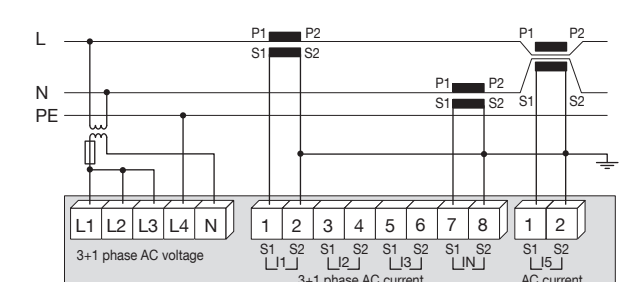 P1 P2 P1 P2
L
S1 S2
P1 P2
N
S1 S2 S1 S2
PE
L1 L2 L3 L4 N 1 2 3 4 5 6 7 8 1 2
S1 S2 S1 S2 S1 S2 S1 S2 S1 S2
3+1 phase AC voltage I1 I2 I3 IN I5
3+1 phase AC current AC current